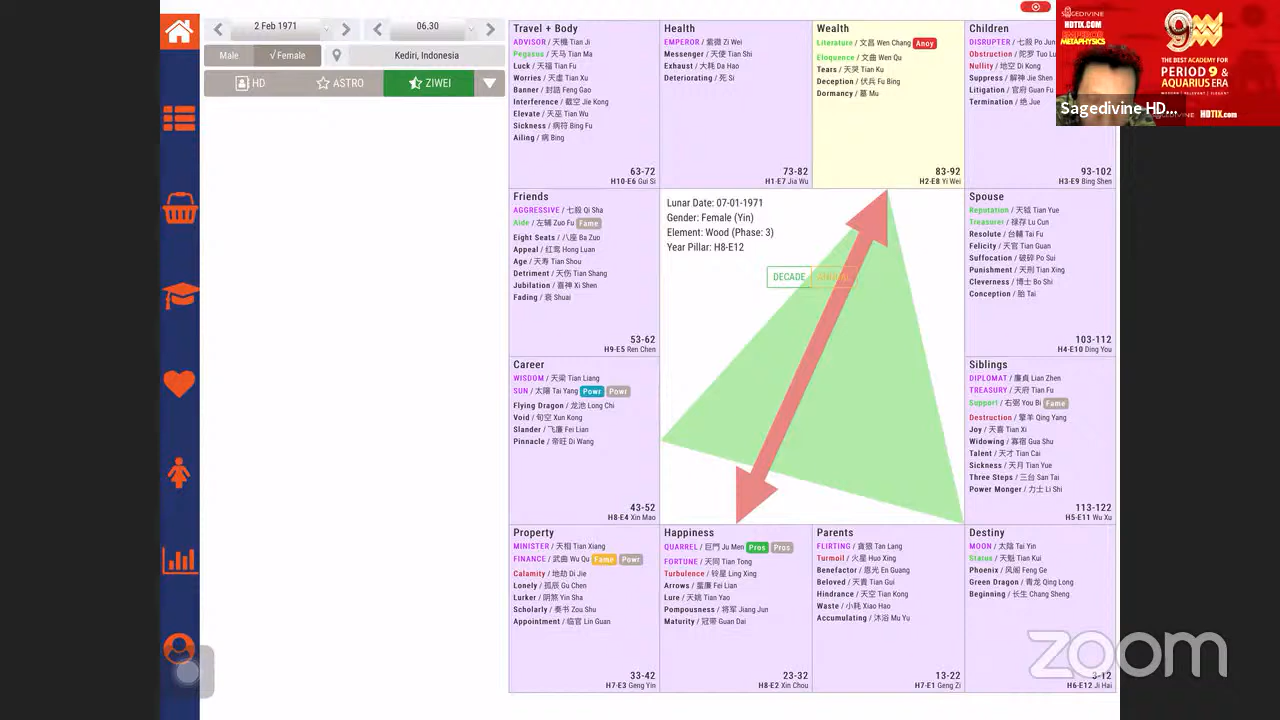 2 Feb 1971
06.30
Male
√Female
Kediri, Indonesia
HD
ASTRO
ZIWEI
Travel + Body
ADVISOR / 天機 Tian Ji
Pegasus / 天马 Tian Ma
Luck / 天福 Tian Fu
Worries / 天虚 Tian Xu
Banner / 封誥 Feng Gao
Interference / 截空 Jie Kong
Elevate / 天巫 Tian Wu
Sickness / 病符 Bing Fu
Ailing / 病 Bing
63-72
H10-E6 Gui Si
Health
EMPEROR / 紫微 Zi Wei
Messenger / 天使 Tian Shi
Exhaust / 大耗 Da Hao
Deteriorating / 死 Si
73-82
H1-E7 Jia Wu
Wealth
Literature / 文昌 Wen Chang Anoy
Eloquence / 文曲 Wen Qu
Tears / 天哭 Tian Ku
Deception / 伏兵 Fu Bing
Dormancy / 墓 Mu
83-92
H2-E8 Yi Wei
Children
DISRUPTER / 七殺 Po Jun
Obstruction / 陀罗 Tuo Lu
Nullity / 地空 Di Kong
Suppress / 解神 Jie Shen
Litigation / 官府 Guan Fu
Termination / 绝 Jue
93-102
H3-E9 Bing Shen
Friends
AGGRESSIVE / 七殺 Qi Sha
Aide / 左辅 Zuo Fu Fame
Eight Seats / 八座 Ba Zuo
Appeal / 红鸾 Hong Luan
Age / 天寿 Tian Shou
Detriment / 天伤 Tian Shang
Jubilation / 喜神 Xi Shen
Fading / 衰 Shuai
53-62
H9-E5 Ren Chen
Lunar Date: 07-01-1971
Gender: Female (Yin)
Element: Wood (Phase: 3)
Year Pillar: H8-E12
DECADE
Spouse
Reputation / 天钺 Tian Yue
Treasurer / 禄存 Lu Cun
Resolute / 台輔 Tai Fu
Felicity / 天官 Tian Guan
Suffocation / 破碎 Po Sui
Punishment / 天刑 Tian Xing
Cleverness / 博士 Bo Shi
Conception / 胎 Tai
103-112
H4-E10 Ding You
Career
WISDOM / 天梁 Tian Liang
SUN / 太陽 Tai Yang Powr Powr
Flying Dragon / 龙池 Long Chi
Void / 旬空 Xun Kong
Slander / 飞廉 Fei Lian
Pinnacle / 帝旺 Di Wang
43-52
H8-E4 Xin Mao
Siblings
DIPLOMAT / 廉貞 Lian Zhen
TREASURY / 天府 Tian Fu
Support / 右弼 You Bi Fame
Destruction / 擎羊 Qing Yang
Joy / 天喜 Tian Xi
Widowing / 寡宿 Gua Shu
Talent / 天才 Tian Cai
Sickness / 天月 Tian Yue
Three Steps / 三台 San Tai
Power Monger / 力士 Li Shi
113-122
H5-E11 Wu Xu
Property
MINISTER / 天相 Tian Xiang
FINANCE / 武曲 Wu Qu Fame Powr
Calamity / 地劫 Di Jie
Lonely / 孤辰 Gu Chen
Lurker / 阴煞 Yin Sha
Scholarly / 奏书 Zou Shu
Appointment / 临官 Lin Guan
33-42
H7-E3 Geng Yin
Happiness
QUARREL / 巨門 Ju Men Pros Pros
FORTUNE / 天同 Tian Tong
Turbulence / 铃星 Ling Xing
Arrows / 蜚廉 Fei Lian
Lure / 天姚 Tian Yao
Pompousness / 将军 Jiang Jun
Maturity / 冠带 Guan Dai
23-32
H8-E2 Xin Chou
Parents
FLIRTING / 貪狼 Tan Lang
Turmoil / 火星 Huo Xing
Benefactor / 恩光 En Guang
Beloved / 天貴 Tian Gui
Hindrance / 天空 Tian Kong
Waste / 小耗 Xiao Hao
Accumulating / 沐浴 Mu Yu
13-22
H7-E1 Geng Zi
Destiny
MOON / 太陰 Tai Yin
Status / 天魁 Tian Kui
Phoenix / 凤阁 Feng Ge
Green Dragon / 青龙 Qing Long
Beginning / 长生 Chang Sheng
3-12
H6-E12 Ji Hai
SAGEDIVINE
HDTIX.COM
EMPEROR
METAPHYSICS
THE BEST ACADEMY FOR
PERIOD 9 &
AQUARIUS ERA
Sagedivine HD...
HDTIX.com
zoom